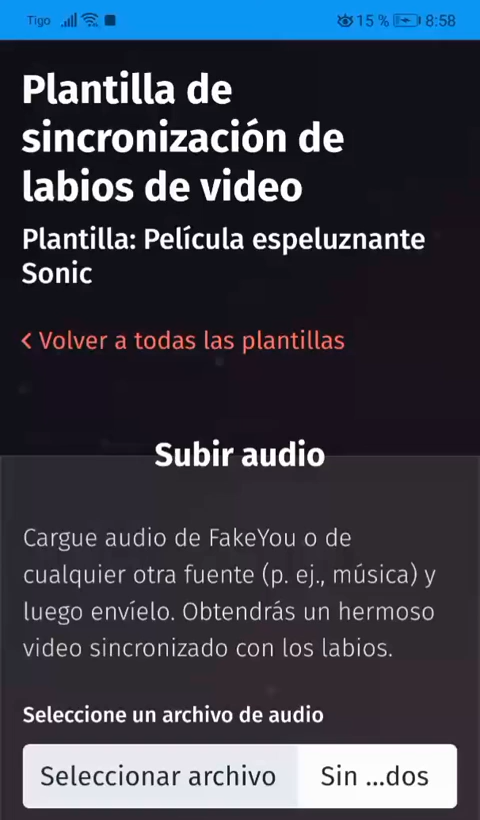 Tigo 15 % 8:58
Plantilla de
sincronización de
labios de video
Plantilla: Película espeluznante
Sonic
Volver a todas las plantillas
Subir audio
Cargue audio de FakeYou o de
cualquier otra fuente (p. ej., música) y
luego envíelo. Obtendrás un hermoso
video sincronizado con los labios.
Seleccione un archivo de audio
Seleccionar archivo Sin ...dos